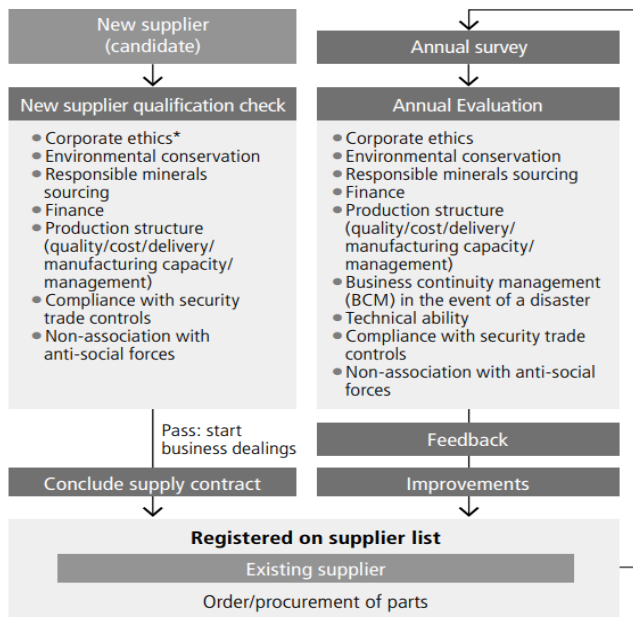 New supplier
(candidate)
New supplier qualification check
● Corporate ethics*
● Environmental conservation
● Responsible minerals
sourcing
● Finance
● Production structure
(quality/cost/delivery/
manufacturing capacity/
management)
● Compliance with security
trade controls
● Non-association with
anti-social forces
Pass: start
business dealings
Conclude supply contract
Annual survey
Annual Evaluation
● Corporate ethics
● Environmental conservation
● Responsible minerals sourcing
● Finance
● Production structure
(quality/cost/delivery/
manufacturing capacity/
management)
● Business continuity management
(BCM) in the event of a disaster
● Technical ability
● Compliance with security trade
controls
● Non-association with anti-social
forces
Feedback
Improvements
Registered on supplier list
Existing supplier
Order/procurement of parts